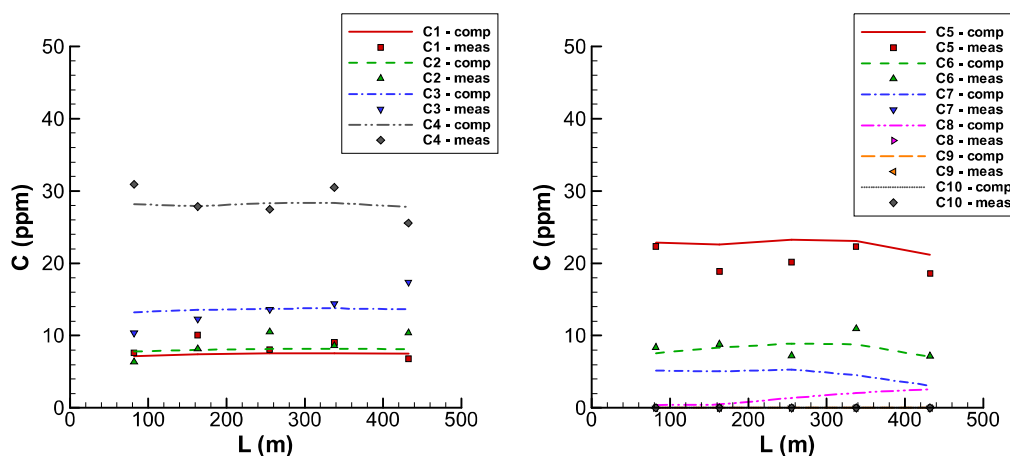 C1 - comp
C1 - meas
C2 - comp
C2 - meas
C3 - comp
C3 - meas
C4 - comp
C4 - meas
50
40
30
20
10
0
C (ppm)
0 100 200 300 400 500
L (m)
C5 - comp
C5 - meas
C6 - comp
C6 - meas
C7 - comp
C7 - meas
C8 - comp
C8 - meas
C9 - comp
C9 - meas
C10 - comp
C10 - meas
50
40
30
20
10
0
C (ppm)
0 100 200 300 400 500
L (m)